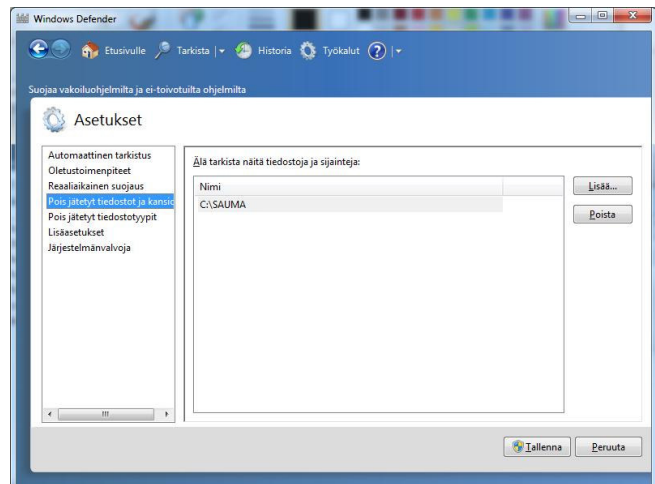 Windows Defender
Etusivulle Tarkista Historia Työkalut
Suojaa vakoiluohjelmilta ja ei-toivotuilta ohjelmilta
Asetukset
Automaattinen tarkistus
Oletustoimenpiteet
Reaaliaikainen suojaus
Pois jätetyt tiedostot ja kansio
Pois jätetyt tiedostotyypit
Lisäasetukset
Järjestelmänvalvoja
Älä tarkista näitä tiedostoja ja sijainteja:
Nimi
C:\SAUMA
Lisää...
Poista
Tallenna Peruuta